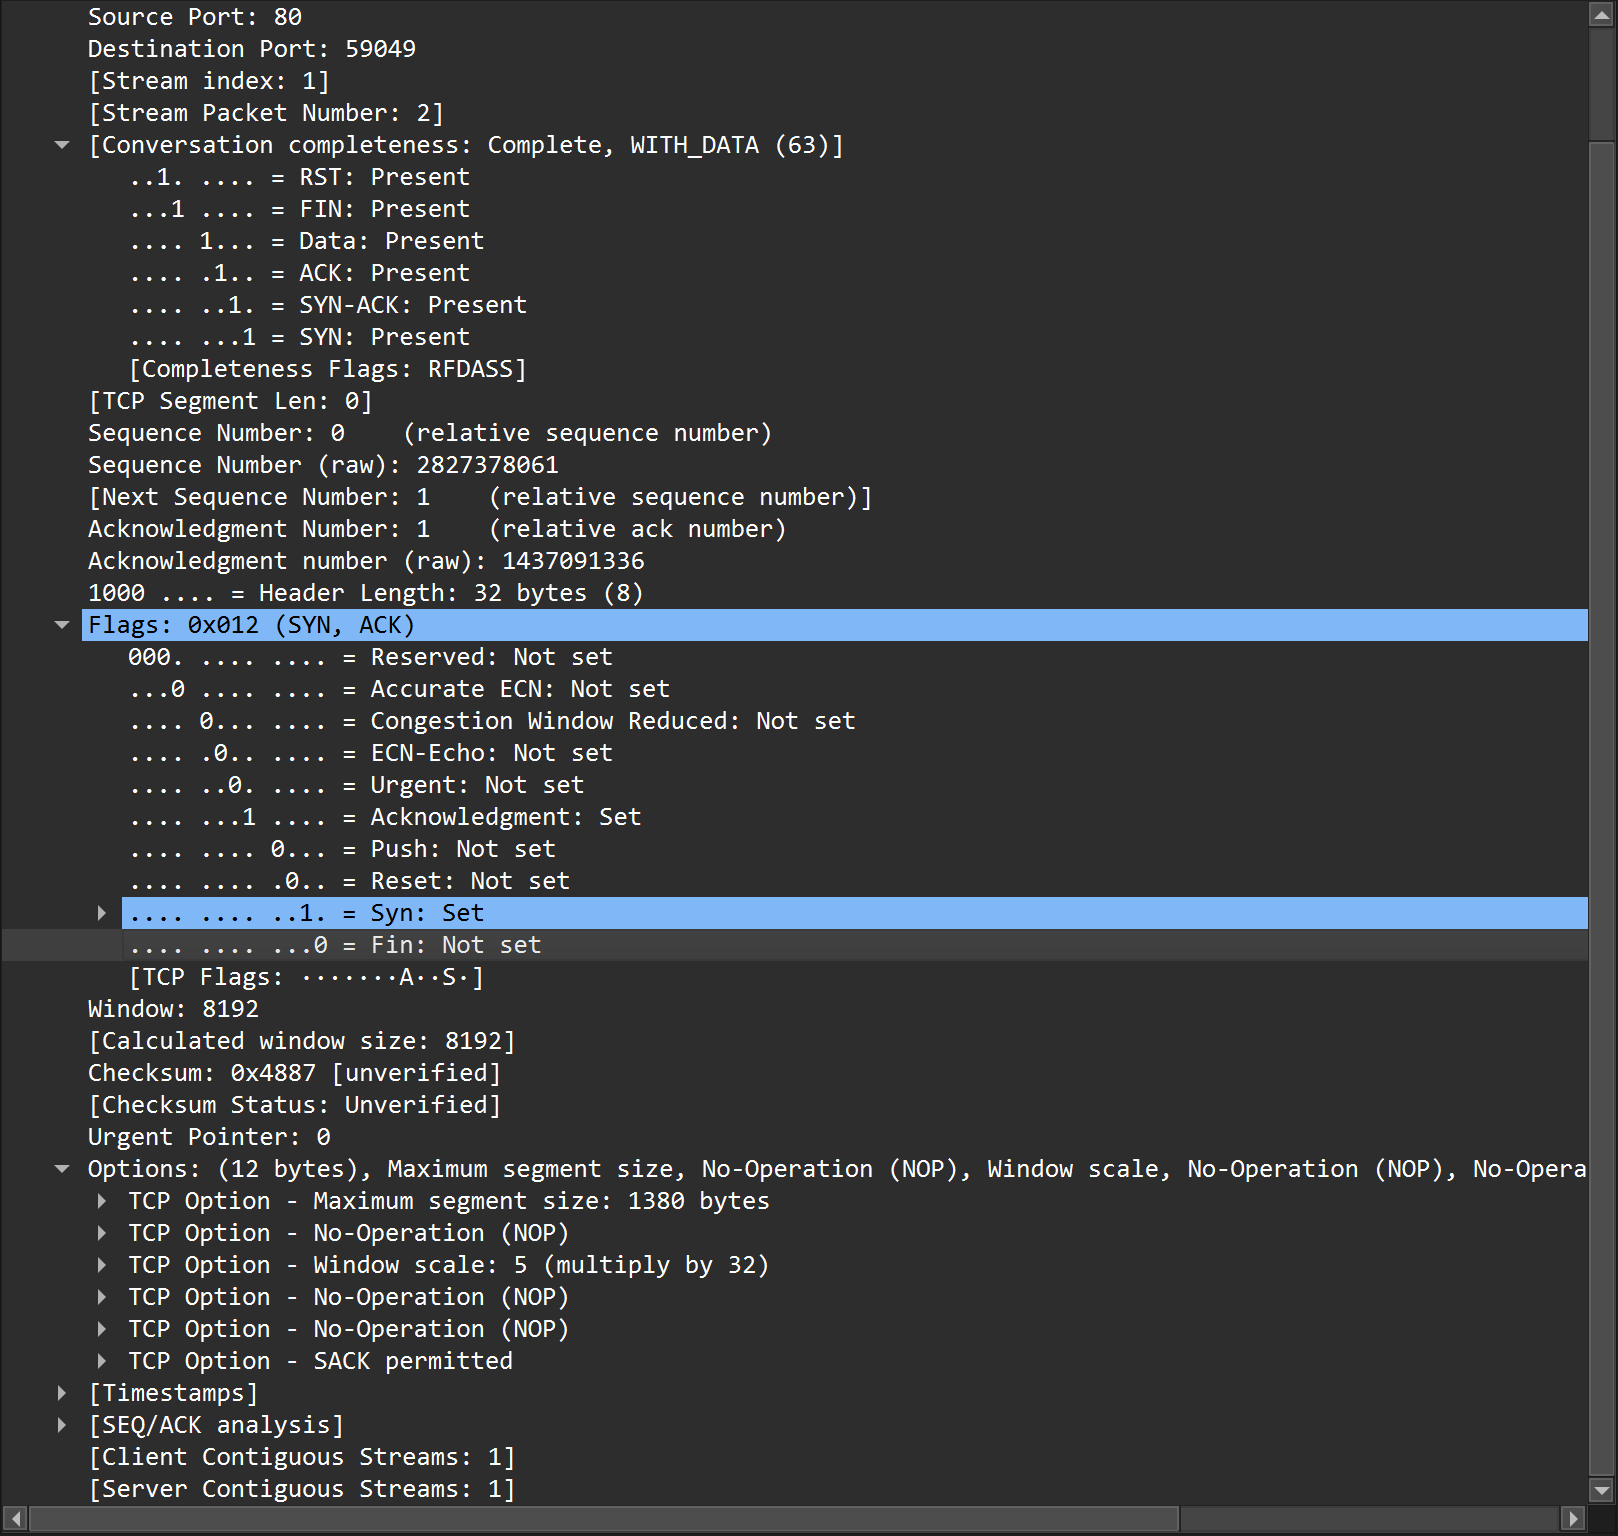 Source Port: 80
Destination Port: 59049
[Stream index: 1]
[Stream Packet Number: 2]
[Conversation completeness: Complete, WITH_DATA (63)]
..1. .... = RST: Present
...1 .... = FIN: Present
.... 1... = Data: Present
.... .1.. = ACK: Present
.... ..1. = SYN-ACK: Present
.... ...1 = SYN: Present
[Completeness Flags: RFDASS]
[TCP Segment Len: 0]
Sequence Number: 0    (relative sequence number)
Sequence Number (raw): 2827378061
[Next Sequence Number: 1    (relative sequence number)]
Acknowledgment Number: 1    (relative ack number)
Acknowledgment number (raw): 1437091336
1000 .... = Header Length: 32 bytes (8)
Flags: 0x012 (SYN, ACK)
000. .... .... = Reserved: Not set
...0 .... .... = Accurate ECN: Not set
.... 0... .... = Congestion Window Reduced: Not set
.... .0.. .... = ECN-Echo: Not set
.... ..0. .... = Urgent: Not set
.... ...1 .... = Acknowledgment: Set
.... .... 0... = Push: Not set
.... .... .0.. = Reset: Not set
.... .... ..1. = Syn: Set
.... .... ...0 = Fin: Not set
[TCP Flags: ·······A··S·]
Window: 8192
[Calculated window size: 8192]
Checksum: 0x4887 [unverified]
[Checksum Status: Unverified]
Urgent Pointer: 0
Options: (12 bytes), Maximum segment size, No-Operation (NOP), Window scale, No-Operation (NOP), No-Opera
TCP Option - Maximum segment size: 1380 bytes
TCP Option - No-Operation (NOP)
TCP Option - Window scale: 5 (multiply by 32)
TCP Option - No-Operation (NOP)
TCP Option - No-Operation (NOP)
TCP Option - SACK permitted
[Timestamps]
[SEQ/ACK analysis]
[Client Contiguous Streams: 1]
[Server Contiguous Streams: 1]